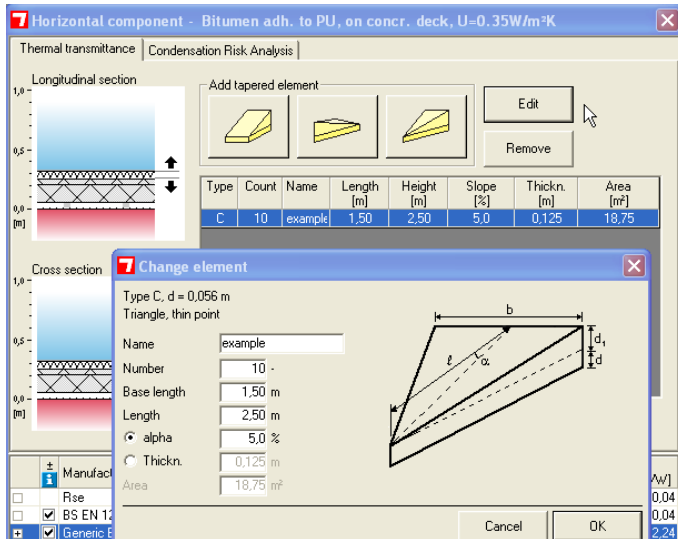 Horizontal component - Bitumen adh. to PU, on concr. deck, U=0.35W/m²K
Thermal transmittance
Condensation Risk Analysis
Longitudinal section
1,0
0,5
0,0
[m]
Add tapered element
Edit
Remove
Type Count Name Length [m] Height [m] Slope [%] Thickn. [m] Area [m²]
C 10 example 1,50 2,50 5,0 0,125 18,75
Cross section
1,0
0,5
0,0
[m]
Change element
Type C, d = 0,056 m
Triangle, thin point
Name example
Number 10 -
Base length 1,50 m
Length 2,50 m
alpha 5,0 %
Thickn. 0,125 m
Area 18,75 m²
b
d₁
d
ℓ
α
Cancel
OK
± i
Rse 0,04
BS EN 0,04
Generic 2,24